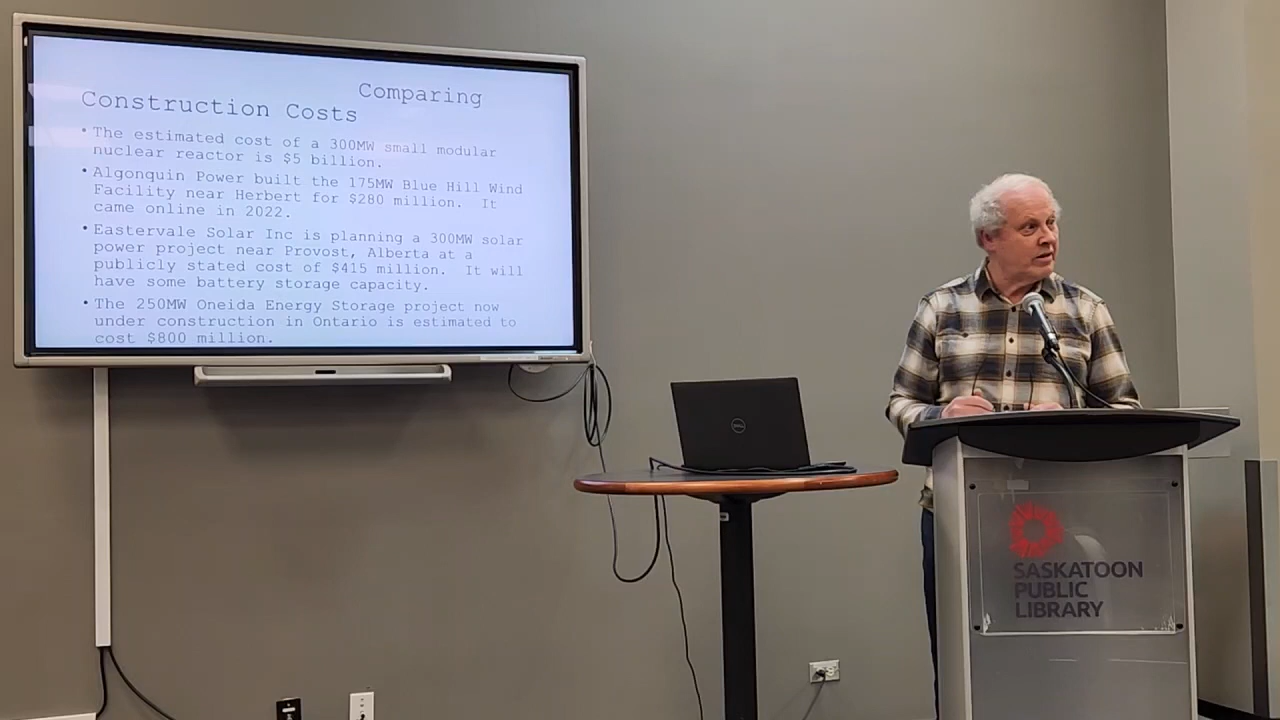 Comparing
Construction Costs
• The estimated cost of a 300MW small modular
nuclear reactor is $5 billion.
• Algonquin Power built the 175MW Blue Hill Wind
Facility near Herbert for $280 million. It
came online in 2022.
• Eastervale Solar Inc is planning a 300MW solar
power project near Provost, Alberta at a
publicly stated cost of $415 million. It will
have some battery storage capacity.
• The 250MW Oneida Energy Storage project now
under construction in Ontario is estimated to
cost $800 million.
DELL
SASKATOON
PUBLIC
LIBRARY